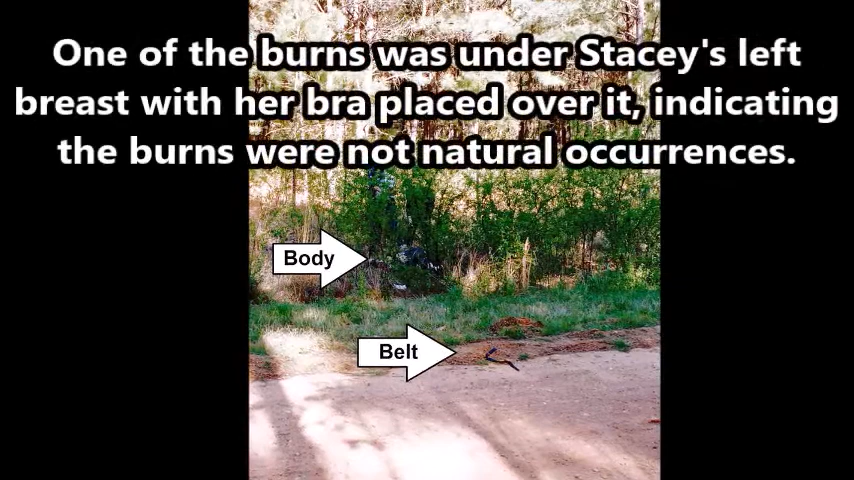 One of the burns was under Stacey's left
breast with her bra placed over it, indicating
the burns were not natural occurrences.
Body
Belt